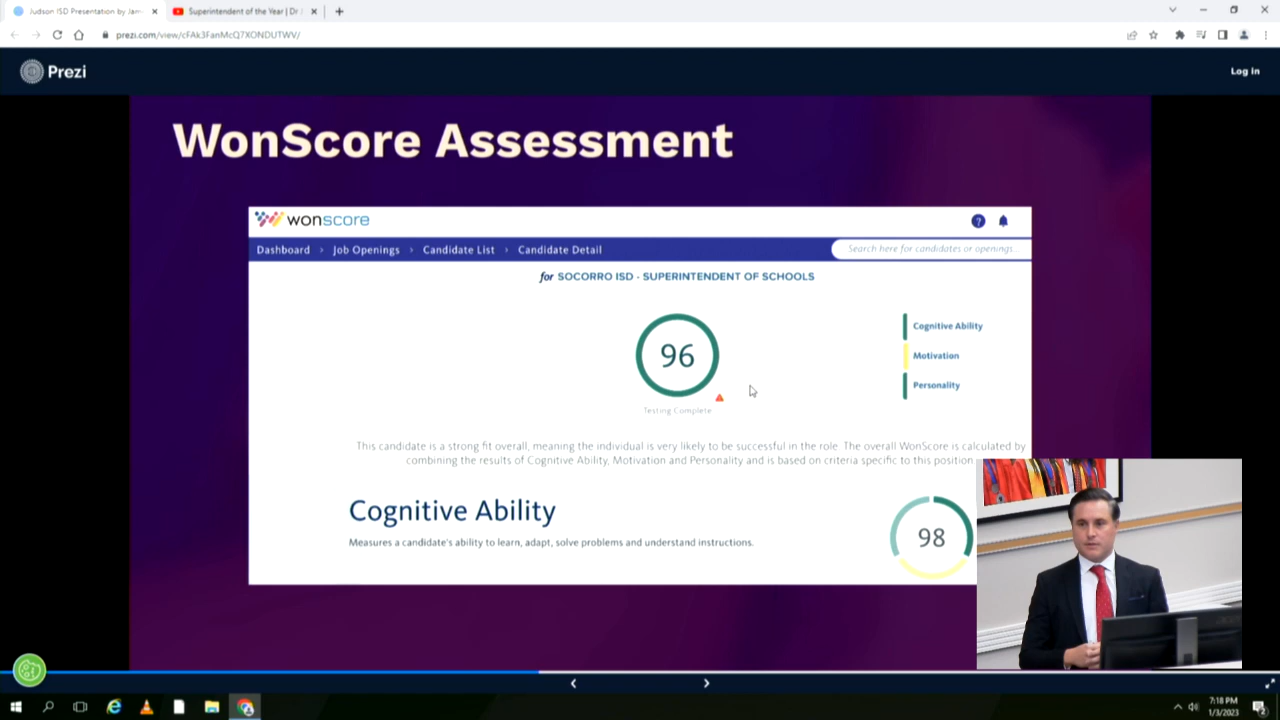 Judson ISD Presentation by Jam
Superintendent of the Year | Dr
prezi.com/view/cFAk3FanMcQ7XONDUTWV/
Prezi
Log in
WonScore Assessment
wonscore
?
Dashboard > Job Openings > Candidate List > Candidate Detail
Search here for candidates or openings...
for SOCORRO ISD - SUPERINTENDENT OF SCHOOLS
96
Cognitive Ability
Motivation
Personality
Testing Complete
This candidate is a strong fit overall, meaning the individual is very likely to be successful in the role. The overall WonScore is calculated by
combining the results of Cognitive Ability, Motivation and Personality and is based on criteria specific to this position.
Cognitive Ability
98
Measures a candidate's ability to learn, adapt, solve problems and understand instructions.
7:18 PM
1/3/2023
2